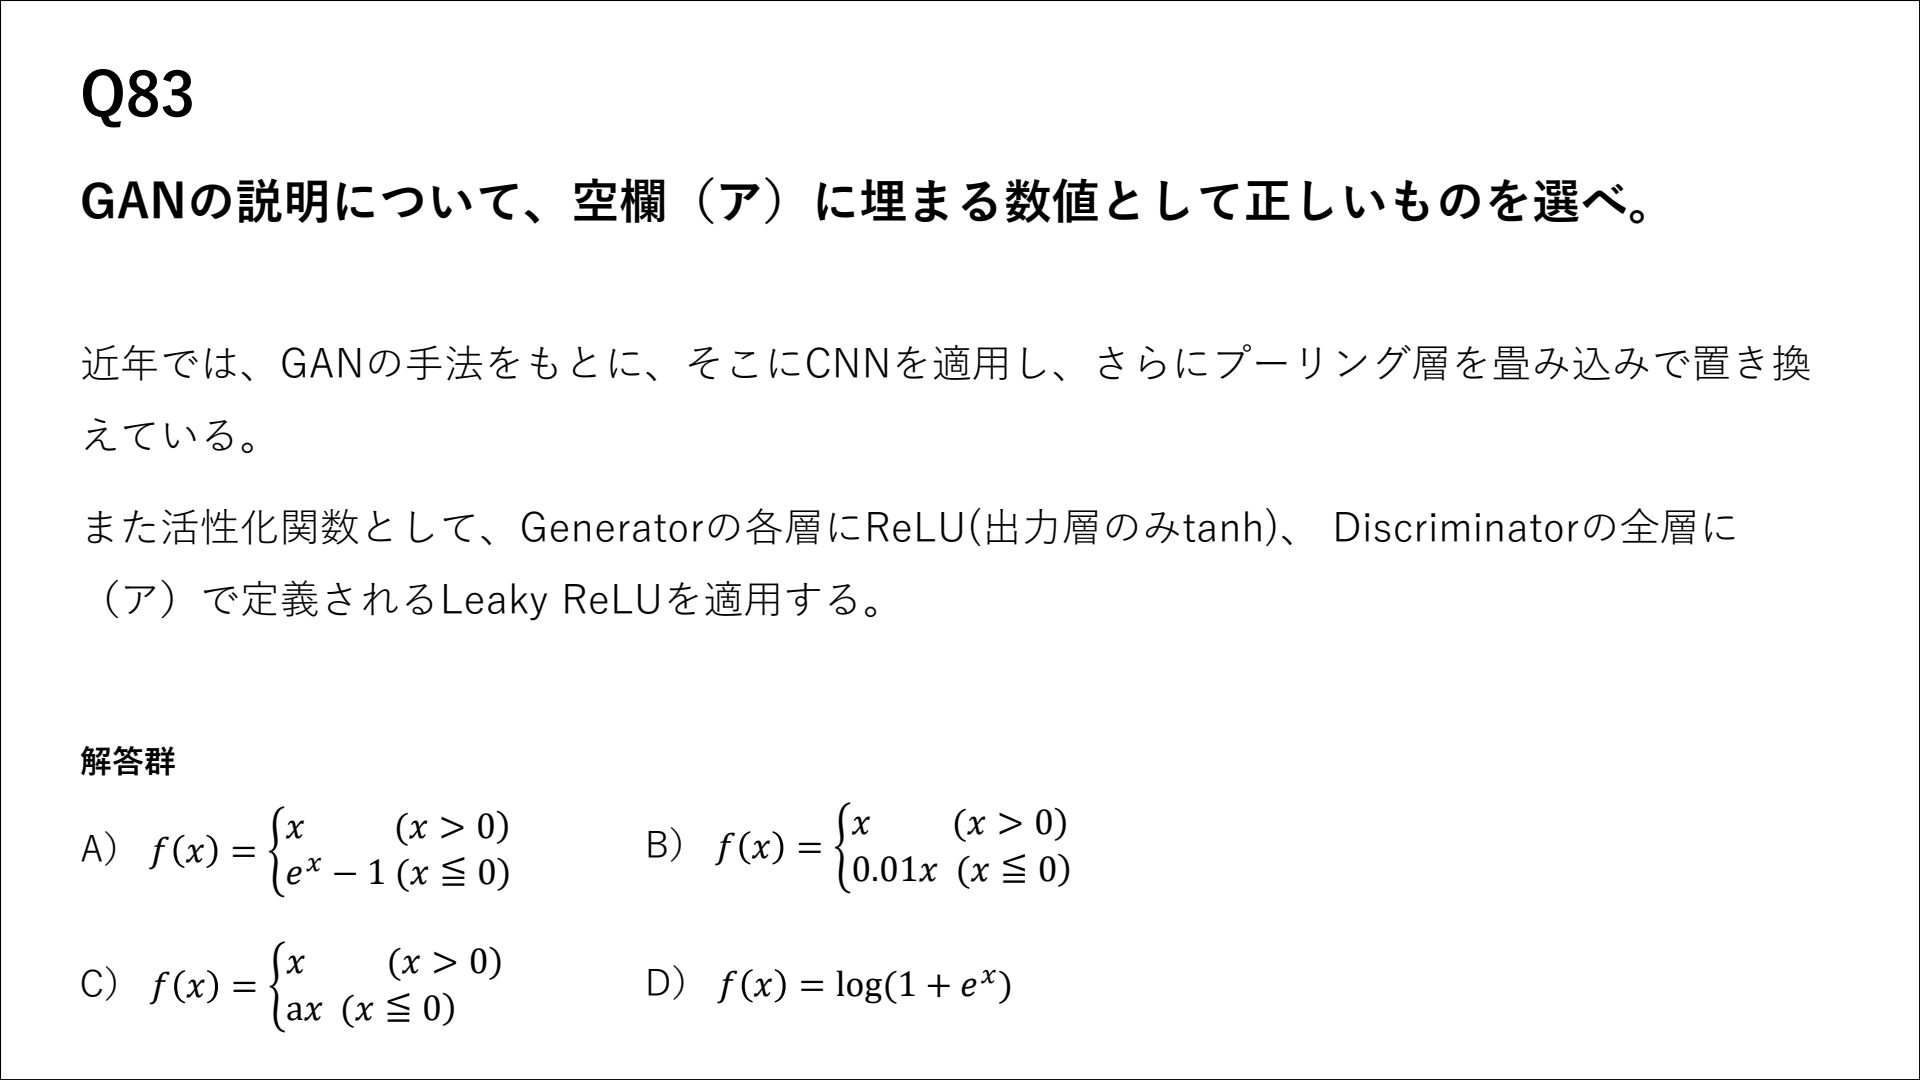 Q83
GANの説明について、空欄（ア）に埋まる数値として正しいものを選べ。
近年では、GANの手法をもとに、そこにCNNを適用し、さらにプーリング層を畳み込みで置き換
えている。
また活性化関数として、Generatorの各層にReLU(出力層のみtanh)、 Discriminatorの全層に
（ア）で定義されるLeaky ReLUを適用する。
解答群
A） f(x) = {x (x > 0)
e^x − 1 (x ≦ 0)
B） f(x) = {x (x > 0)
0.01x (x ≦ 0)
C） f(x) = {x (x > 0)
ax (x ≦ 0)
D） f(x) = log(1 + e^x)